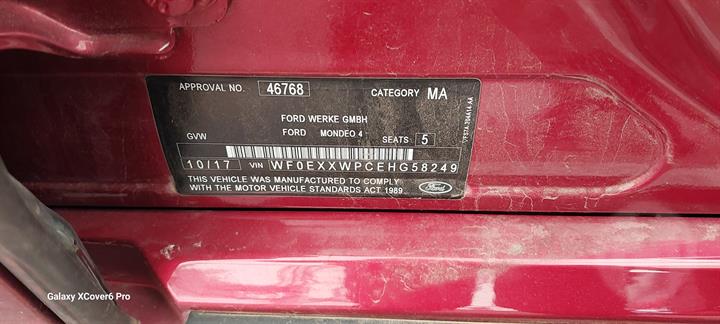 APPROVAL NO. 46768 CATEGORY MA
FORD WERKE GMBH
GVW FORD MONDEO 4 SEATS 5
10/17 VIN WF0EXXWPCEHG58249
THIS VEHICLE WAS MANUFACTURED TO COMPLY
WITH THE MOTOR VEHICLE STANDARDS ACT 1989.
Ford
Galaxy XCover6 Pro